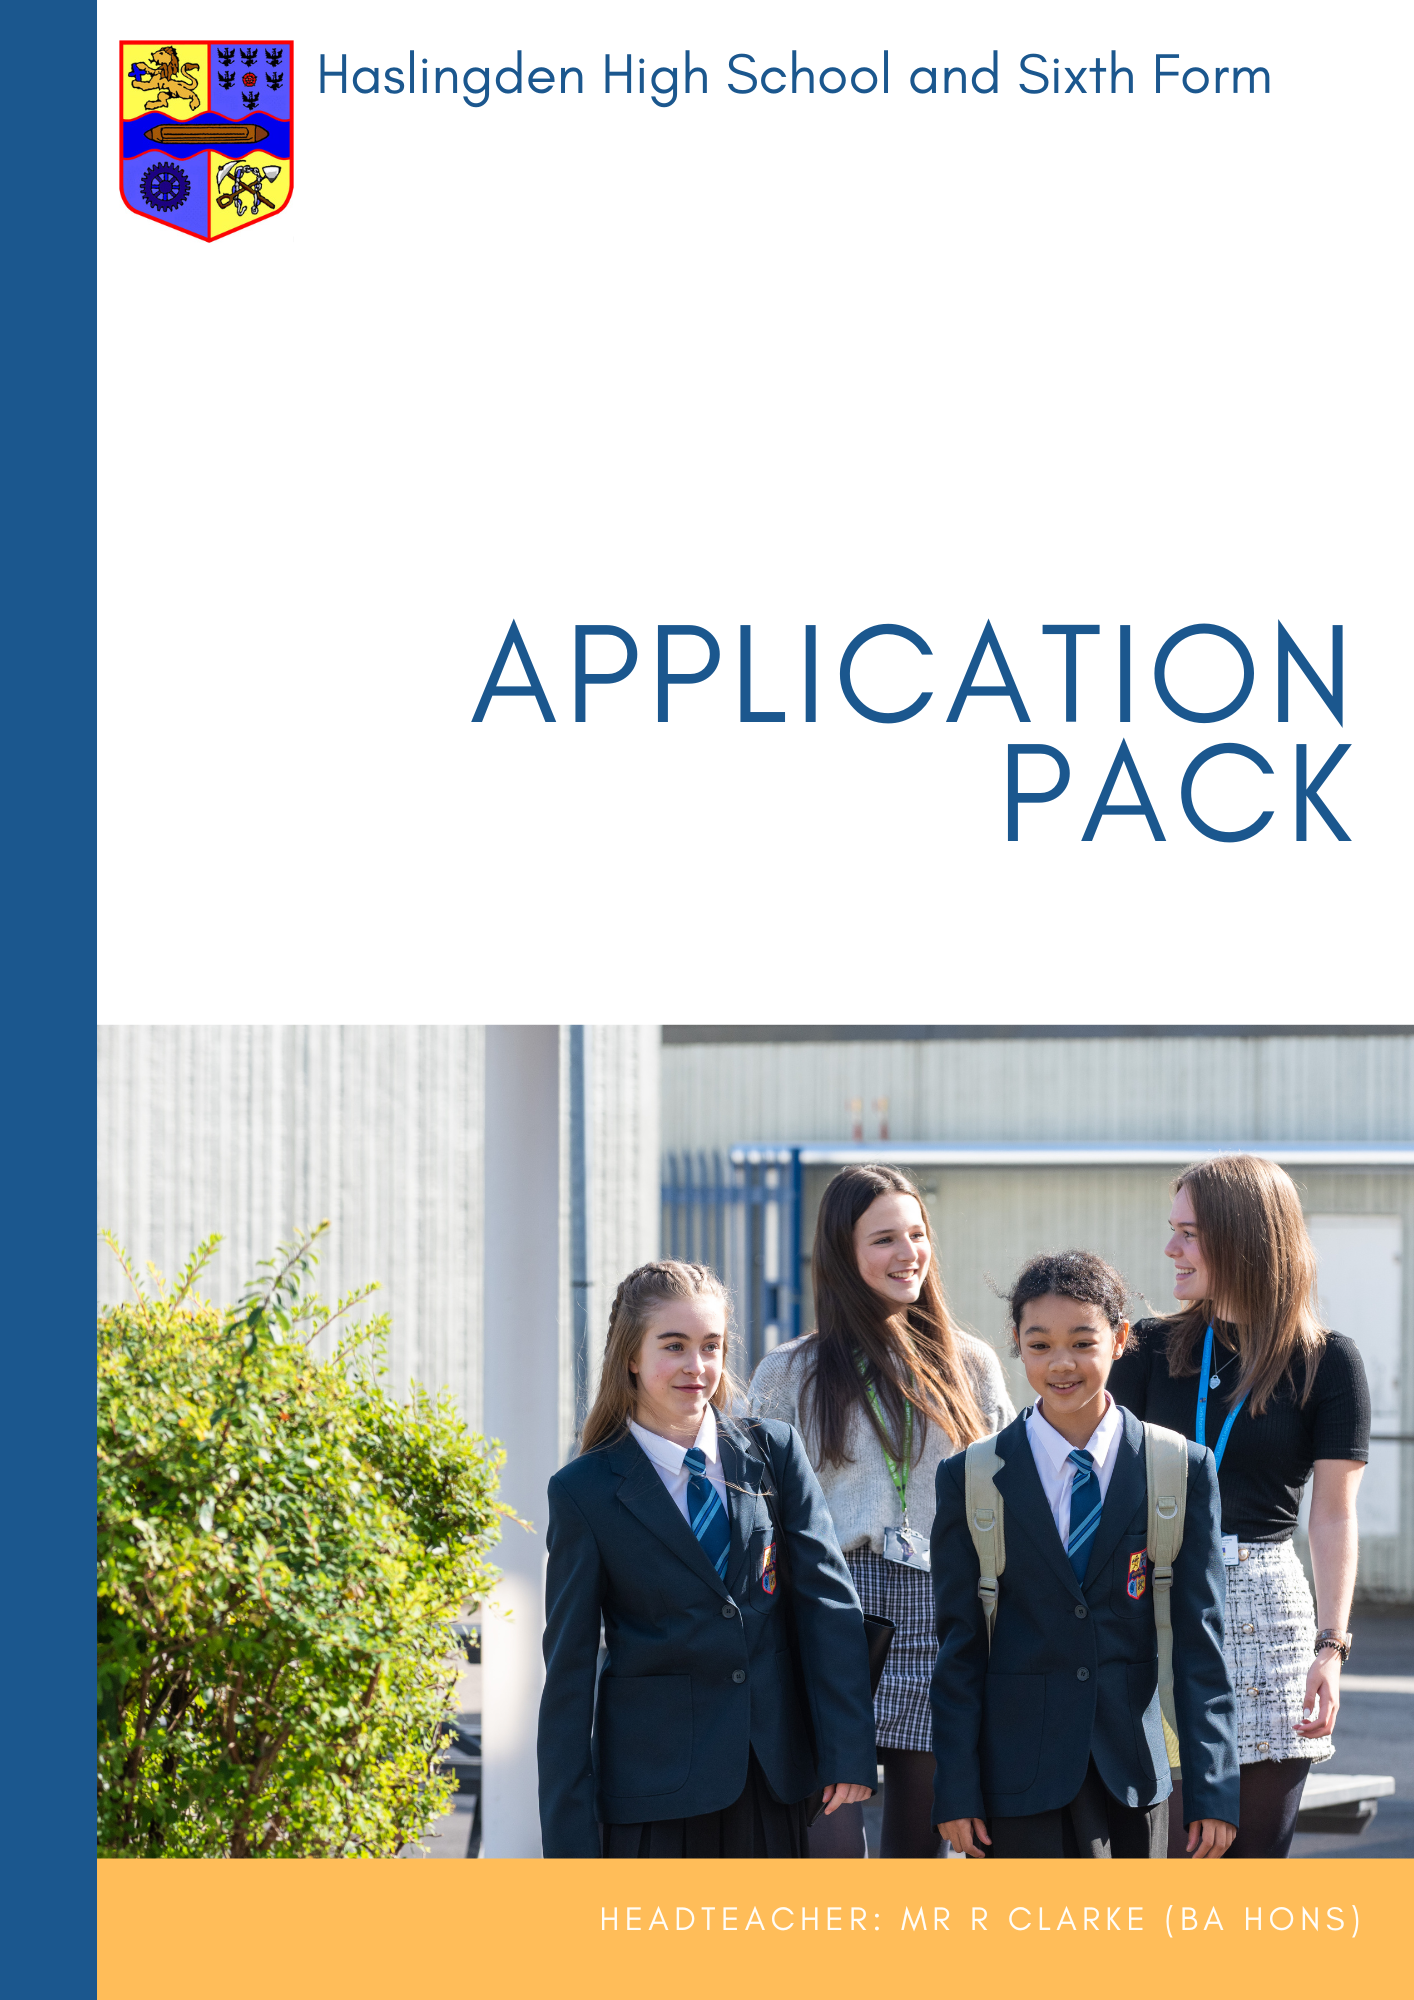 Haslingden High School and Sixth Form
APPLICATION
PACK
HEADTEACHER: MR R CLARKE (BA HONS)